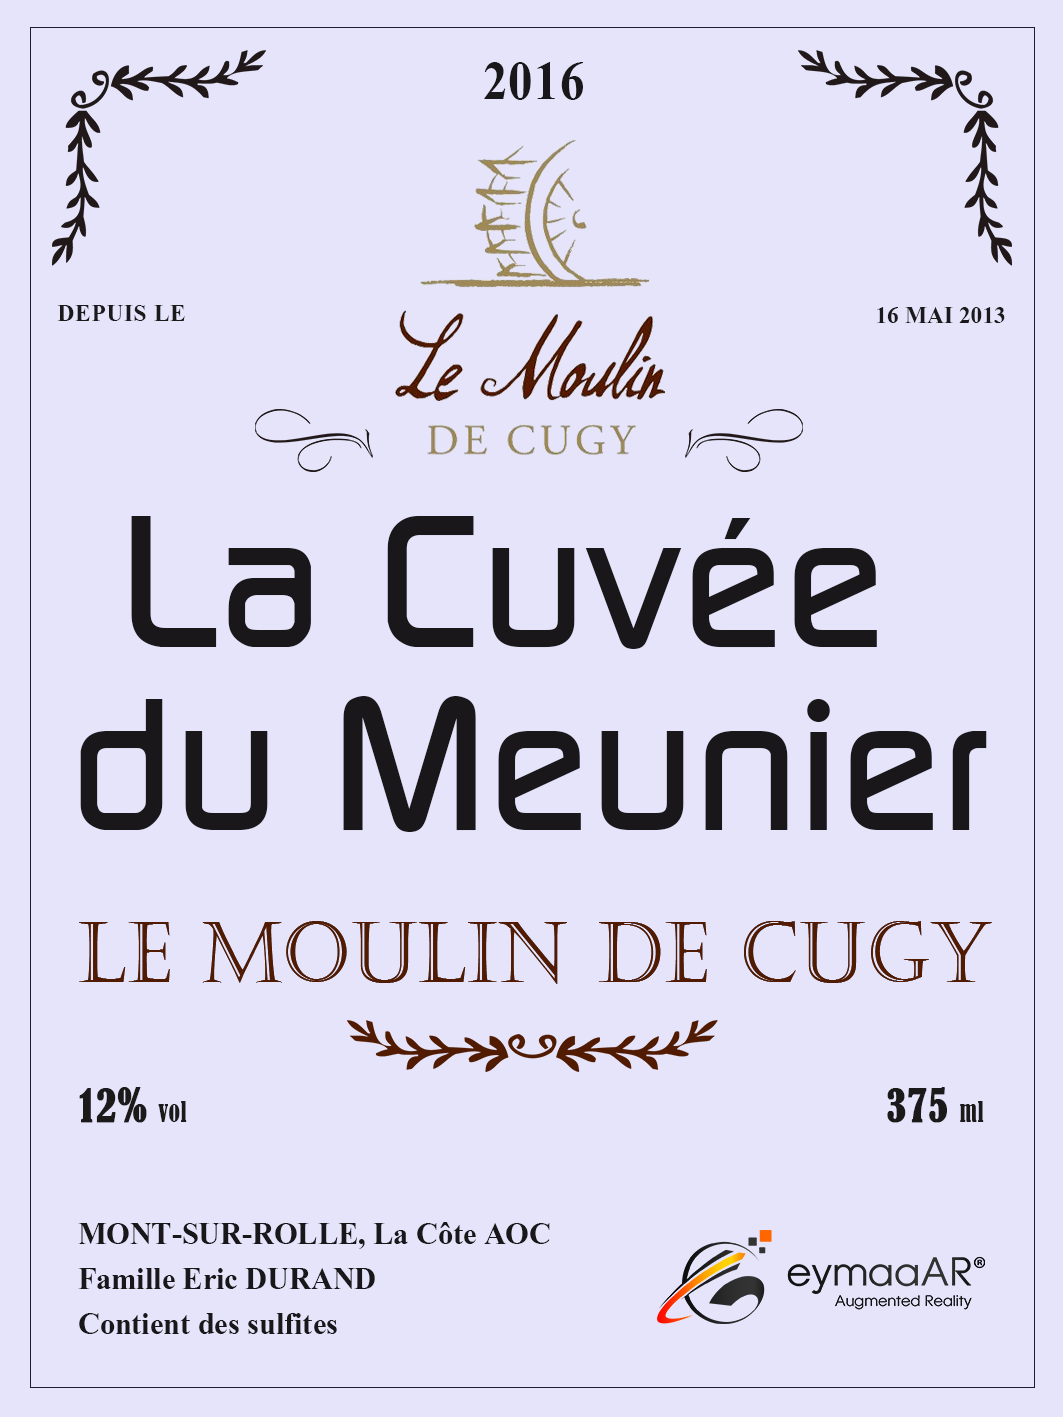 2016
DEPUIS LE
16 MAI 2013
Le Moulin
DE CUGY
La Cuvée
du Meunier
LE MOULIN DE CUGY
12% vol
375 ml
MONT-SUR-ROLLE, La Côte AOC
Famille Eric DURAND
Contient des sulfites
eymaaAR®
Augmented Reality